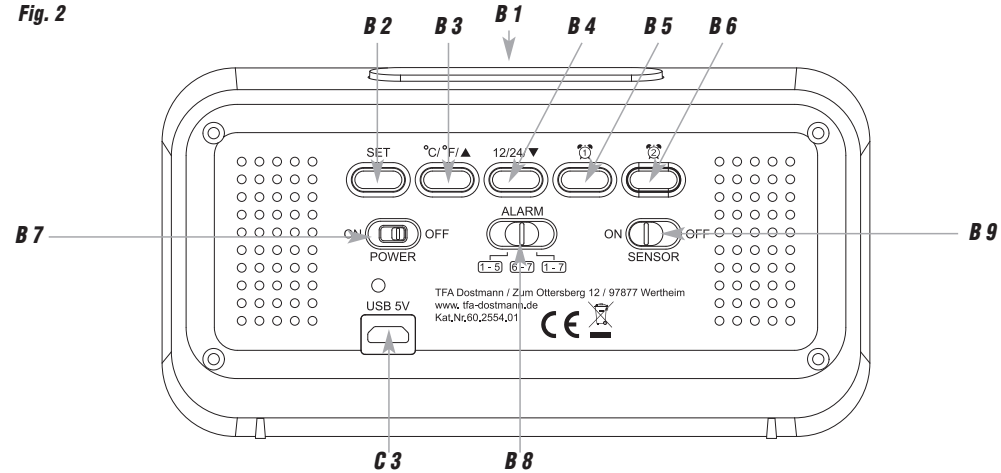 Fig. 2
B 1
B 2
B 3
B 4
B 5
B 6
SET
°C/°F/▲
12/24/▼
1
2
ALARM
B 7
ON
OFF
ON
OFF
B 9
POWER
SENSOR
1 - 5
6 - 7
1 - 7
TFA Dostmann / Zum Ottersberg 12 / 97877 Wertheim
www. tfa-dostmann.de
Kat.Nr.60.2554.01
CE
USB 5V
C 3
B 8